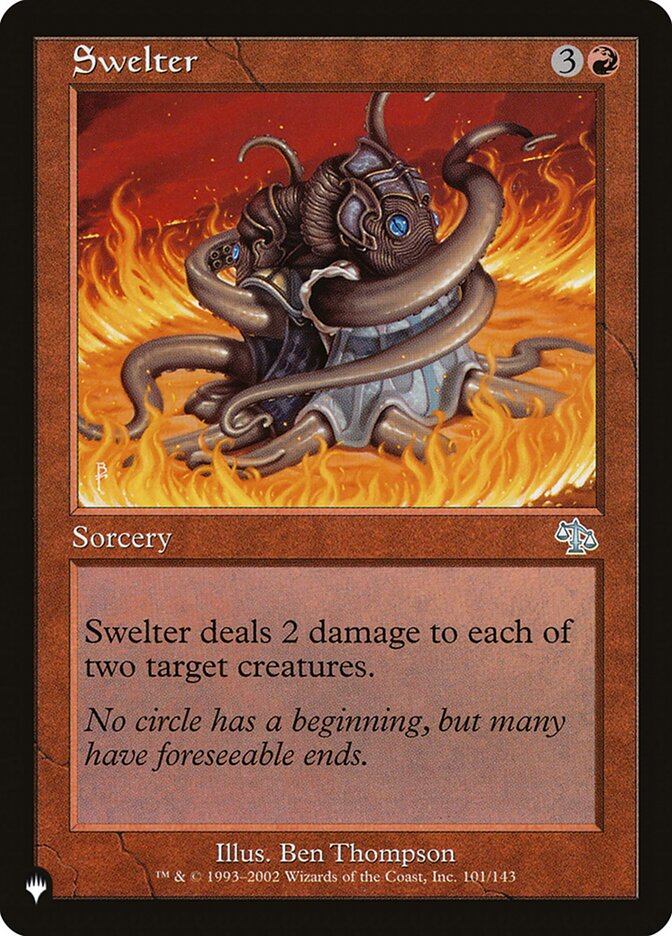 Swelter
3
Sorcery
Swelter deals 2 damage to each of
two target creatures.
No circle has a beginning, but many
have foreseeable ends.
Illus. Ben Thompson
™ & © 1993–2002 Wizards of the Coast, Inc. 101/143